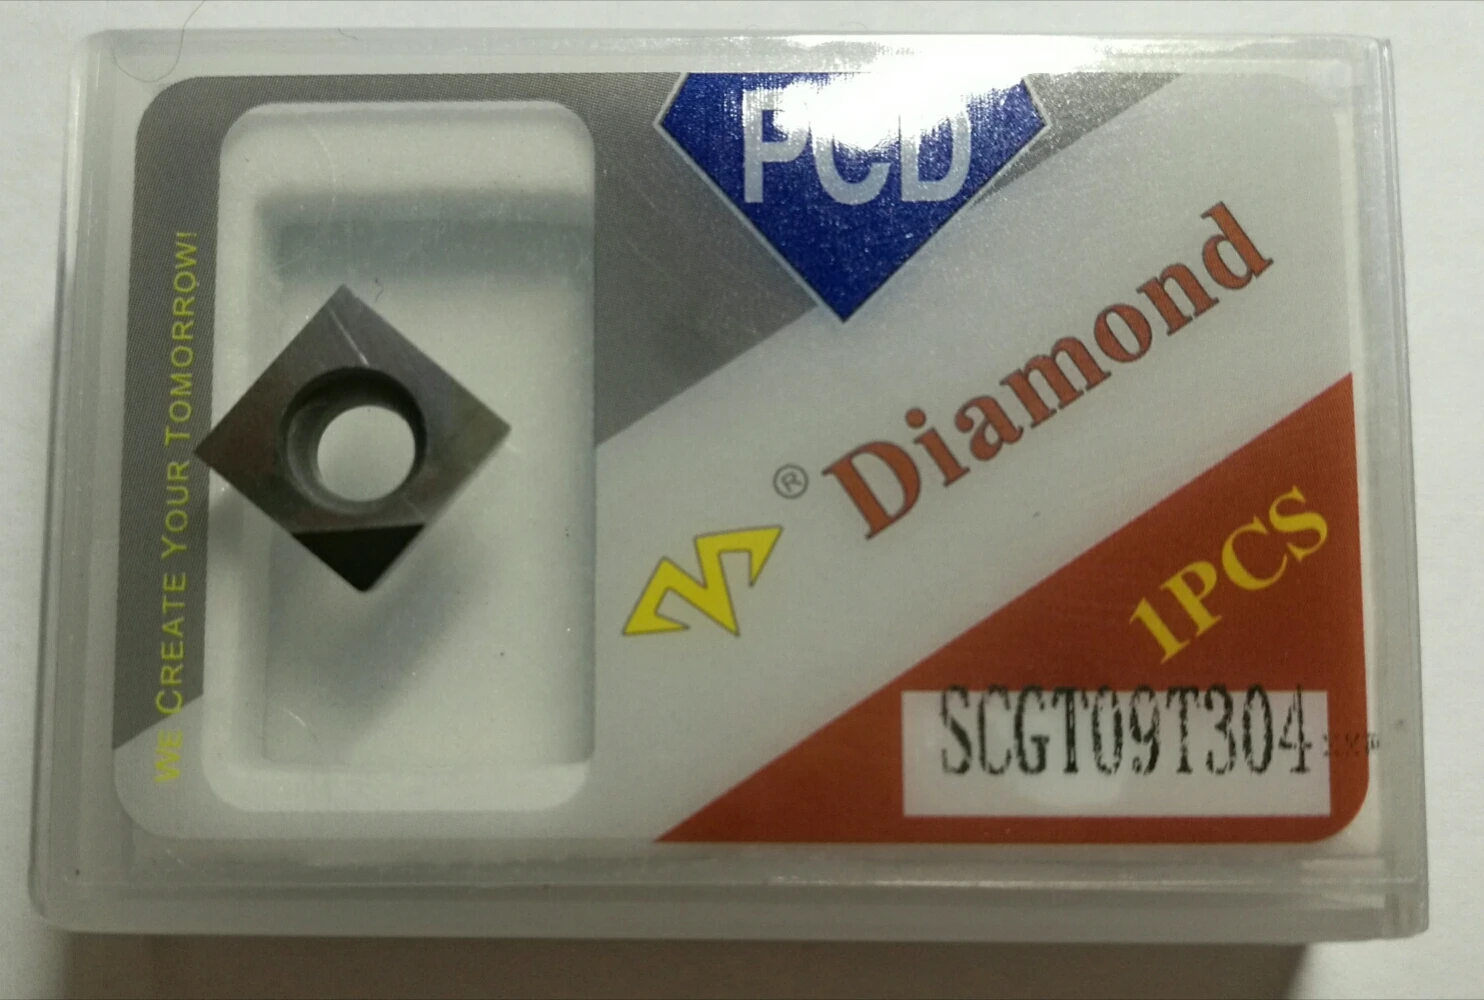 PCD
WE CREATE YOUR TOMORROW!
® Diamond
1PCS
SCGT09T304